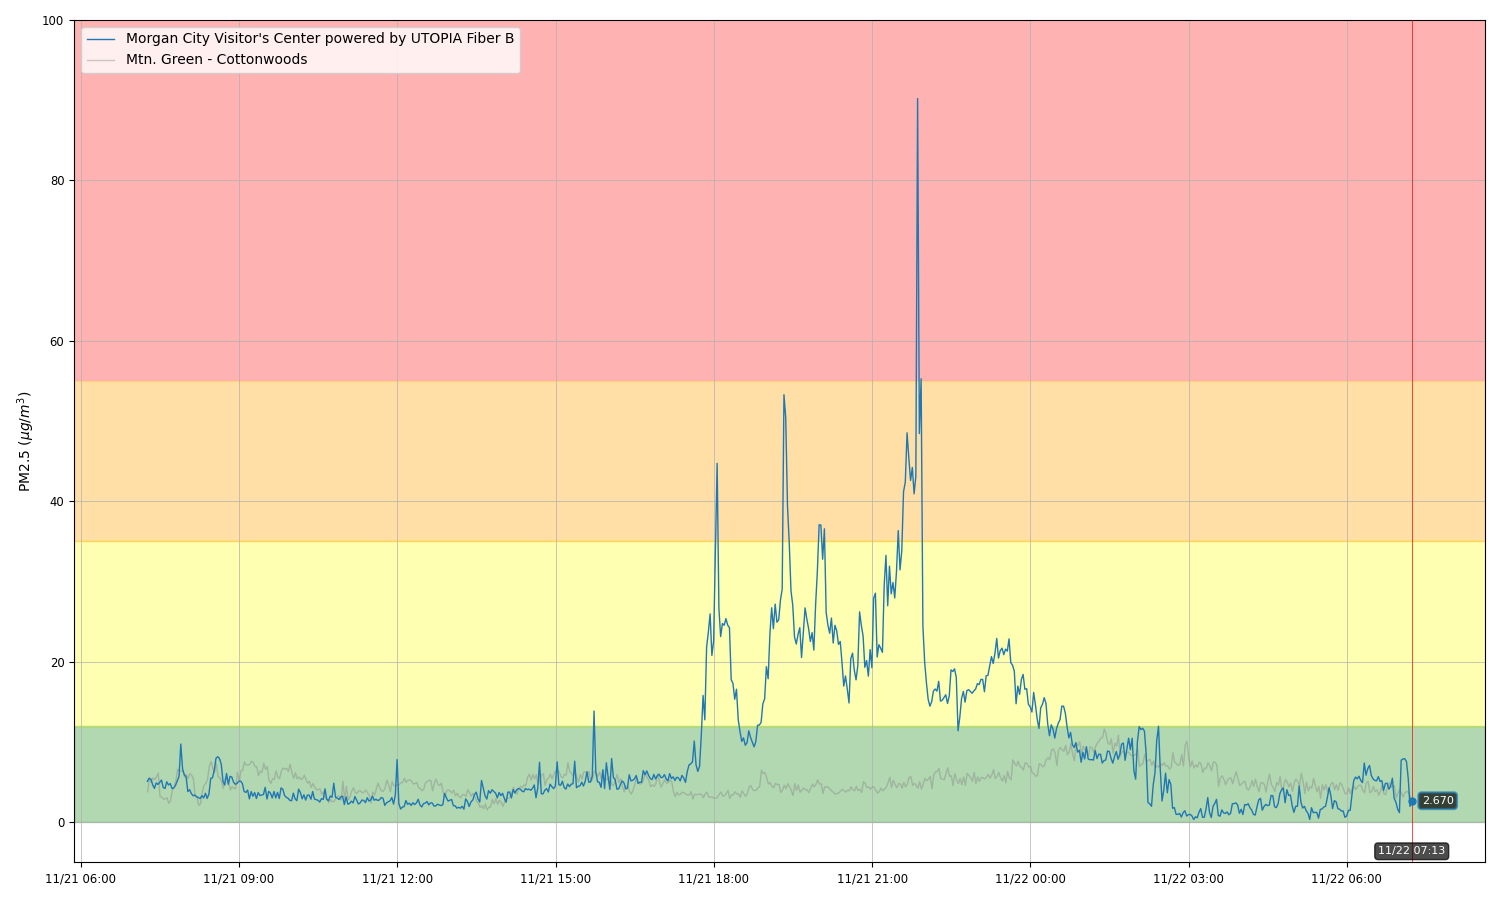 100
Morgan City Visitor's Center powered by UTOPIA Fiber B
Mtn. Green - Cottonwoods
80
60
PM2.5 (μg/m³)
40
20
2.670
0
11/22 07:13
11/21 06:00 11/21 09:00 11/21 12:00 11/21 15:00 11/21 18:00 11/21 21:00 11/22 00:00 11/22 03:00 11/22 06:00